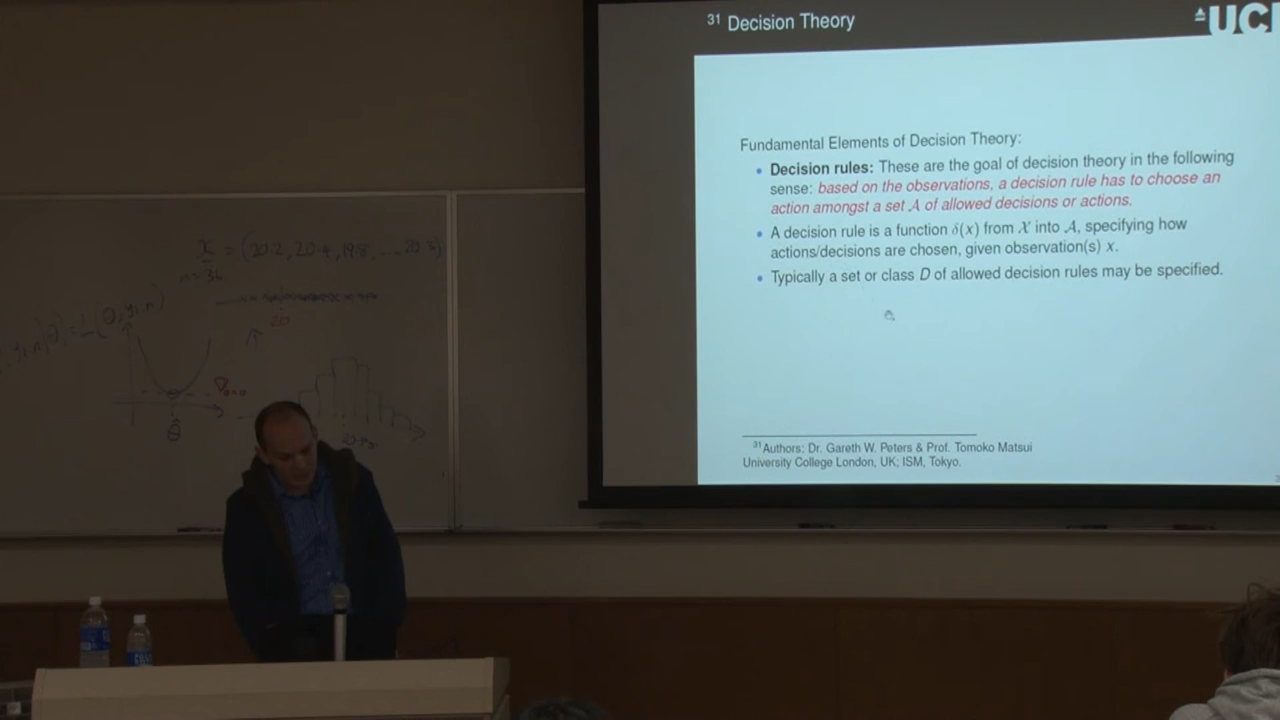 31 Decision Theory
UCL
Fundamental Elements of Decision Theory:
• Decision rules: These are the goal of decision theory in the following
sense: based on the observations, a decision rule has to choose an
action amongst a set A of allowed decisions or actions.
• A decision rule is a function δ(x) from X into A, specifying how
actions/decisions are chosen, given observation(s) x.
• Typically a set or class D of allowed decision rules may be specified.
31Authors: Dr. Gareth W. Peters & Prof. Tomoko Matsui
University College London, UK; ISM, Tokyo.
x = (20.2, 20.4, 19.8, ... 20.3)
n = 36
20
θ̂